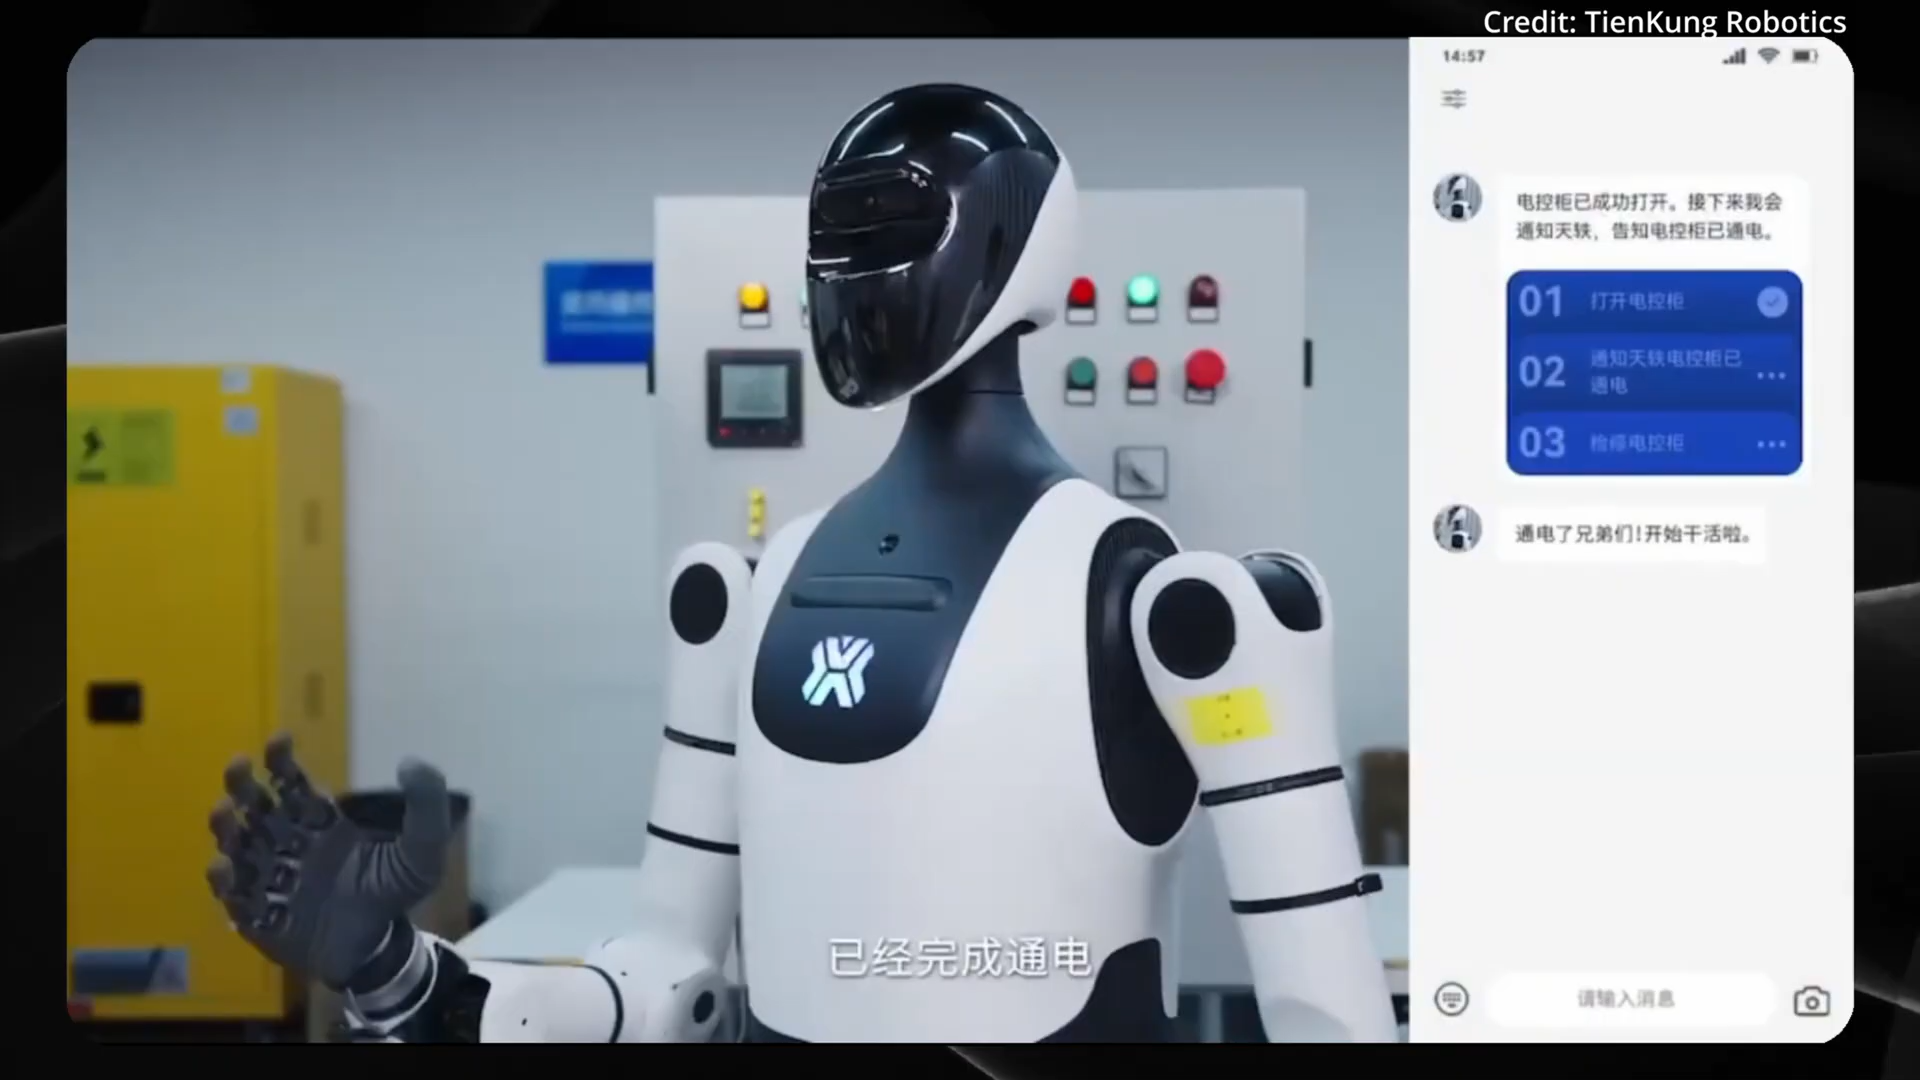 Credit: TienKung Robotics
14:57
电控柜已成功打开。接下来我会
通知天轶，告知电控柜已通电。
01 打开电控柜
02 通知天轶电控柜已
通电
03 检修电控柜
通电了兄弟们!开始干活啦。
已经完成通电
请输入消息